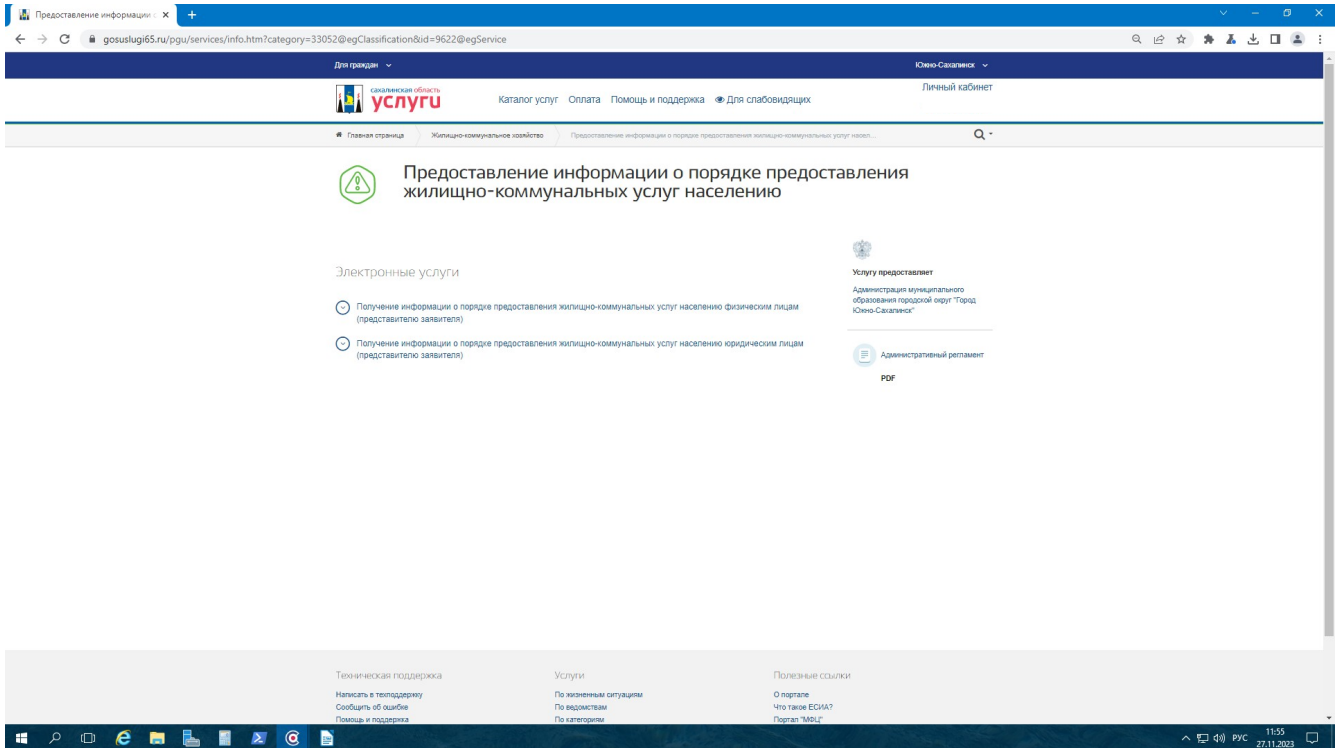 Предоставление информации о
gosuslugi65.ru/pgu/services/info.htm?category=33052@egClassification&id=9622@egService
Для граждан
Южно-Сахалинск
сахалинская область
услуги
Каталог услуг Оплата Помощь и поддержка Для слабовидящих
Личный кабинет
Главная страница Жилищно-коммунальное хозяйство Предоставление информации о порядке предоставления жилищно-коммунальных услуг насел...
Предоставление информации о порядке предоставления
жилищно-коммунальных услуг населению
Электронные услуги
Получение информации о порядке предоставления жилищно-коммунальных услуг населению физическим лицам
(представителю заявителя)
Получение информации о порядке предоставления жилищно-коммунальных услуг населению юридическим лицам
(представителю заявителя)
Услугу предоставляет
Администрация муниципального
образования городской округ "Город
Южно-Сахалинск"
Административный регламент
PDF
Техническая поддержка
Написать в техподдержку
Сообщить об ошибке
Помощь и поддержка
Услуги
По жизненным ситуациям
По ведомствам
По категориям
Полезные ссылки
О портале
Что такое ЕСИА?
Портал "МФЦ"
РУС
11:55
27.11.2023